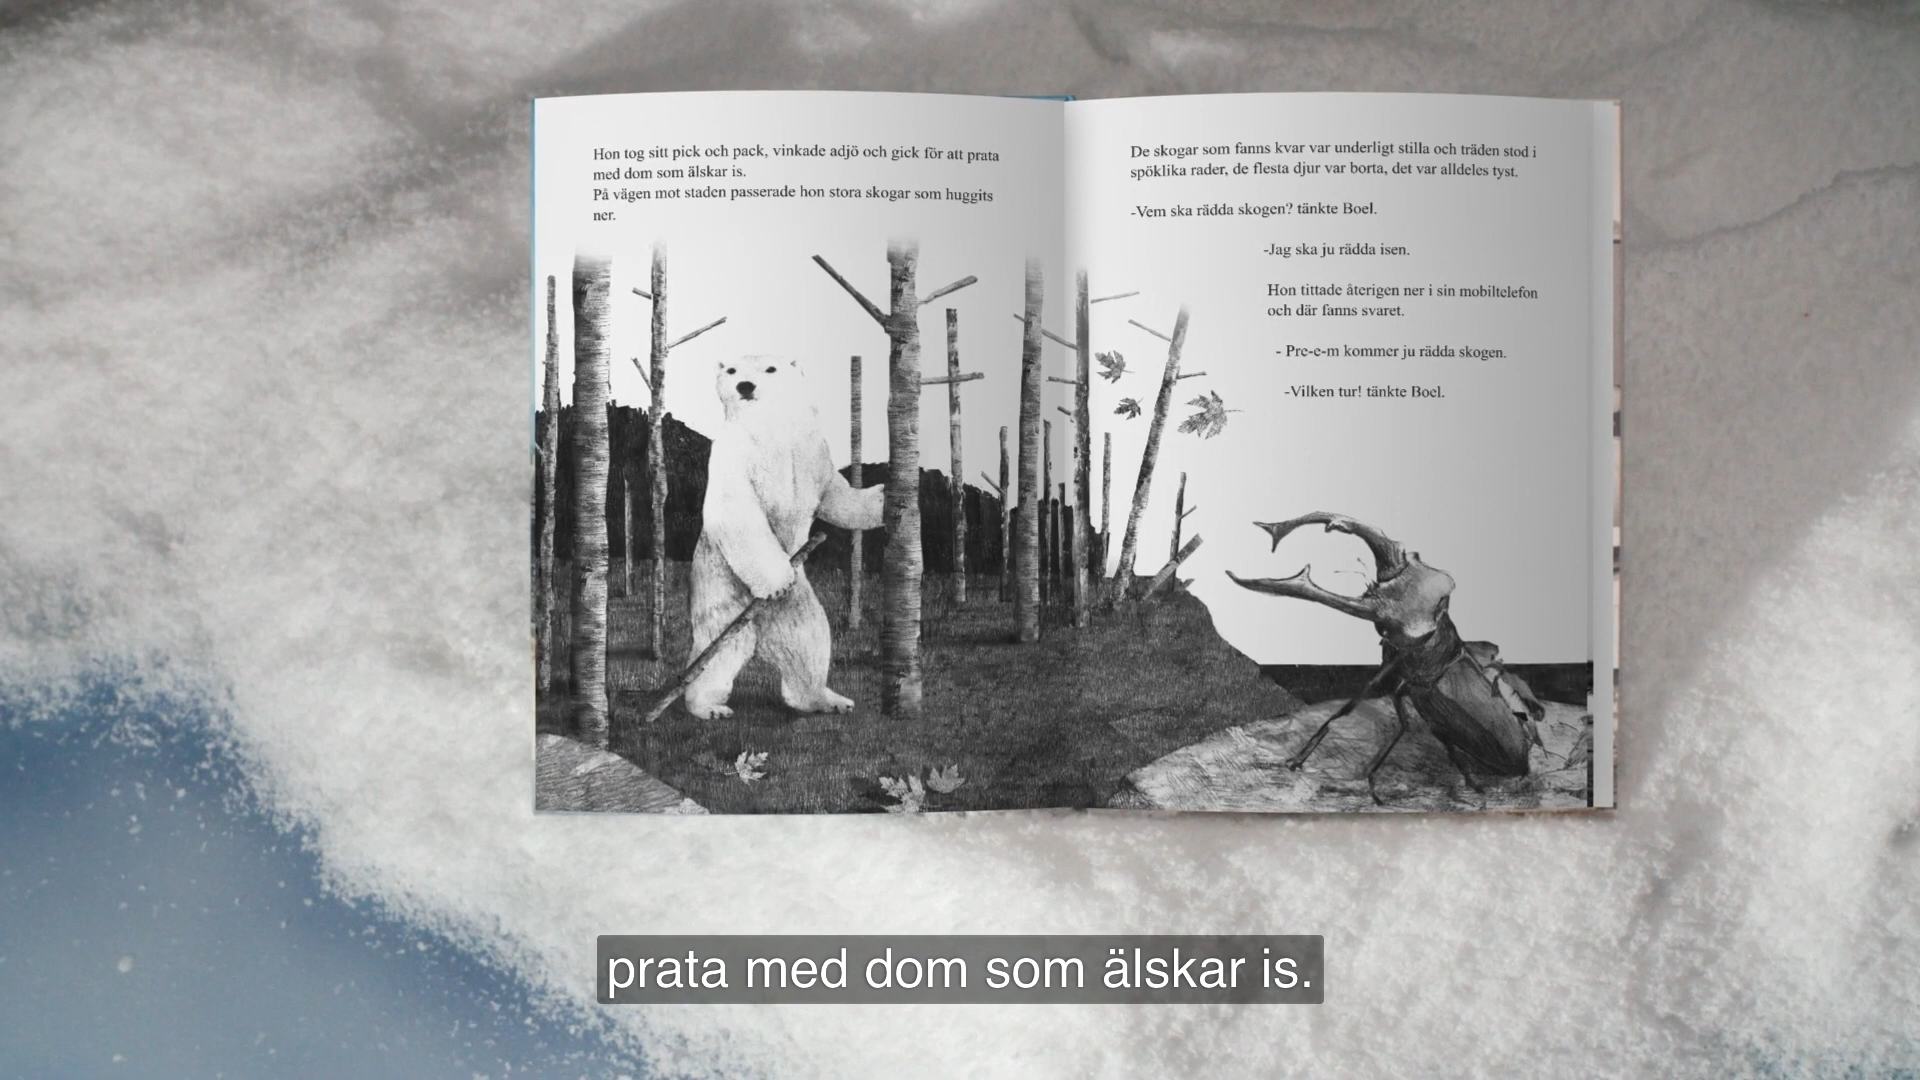 Hon tog sitt pick och pack, vinkade adjö och gick för att prata
med dom som älskar is.
På vägen mot staden passerade hon stora skogar som huggits
ner.
De skogar som fanns kvar var underligt stilla och träden stod i
spöklika rader, de flesta djur var borta, det var alldeles tyst.
-Vem ska rädda skogen? tänkte Boel.
-Jag ska ju rädda isen.
Hon tittade återigen ner i sin mobiltelefon
och där fanns svaret.
- Pre-e-m kommer ju rädda skogen.
-Vilken tur! tänkte Boel.
prata med dom som älskar is.